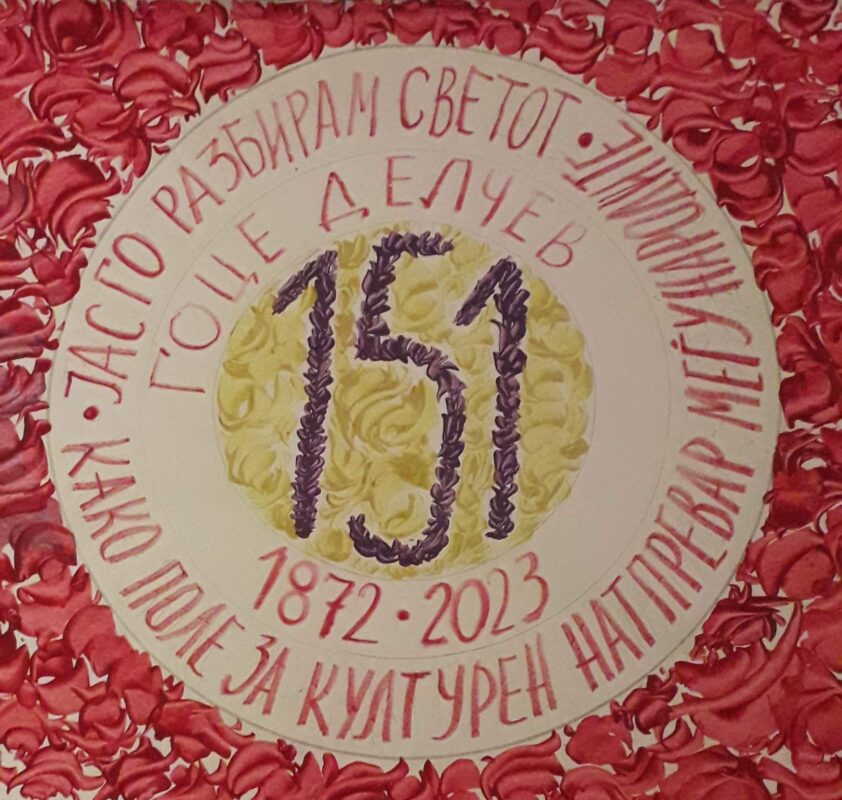 • ЈАС ГО РАЗБИРАМ СВЕТОТ •
КАКО ПОЛЕ ЗА КУЛТУРЕН НАТПРЕВАР МЕЃУ НАРОДИТЕ
ГОЦЕ ДЕЛЧЕВ
151
1872 • 2023